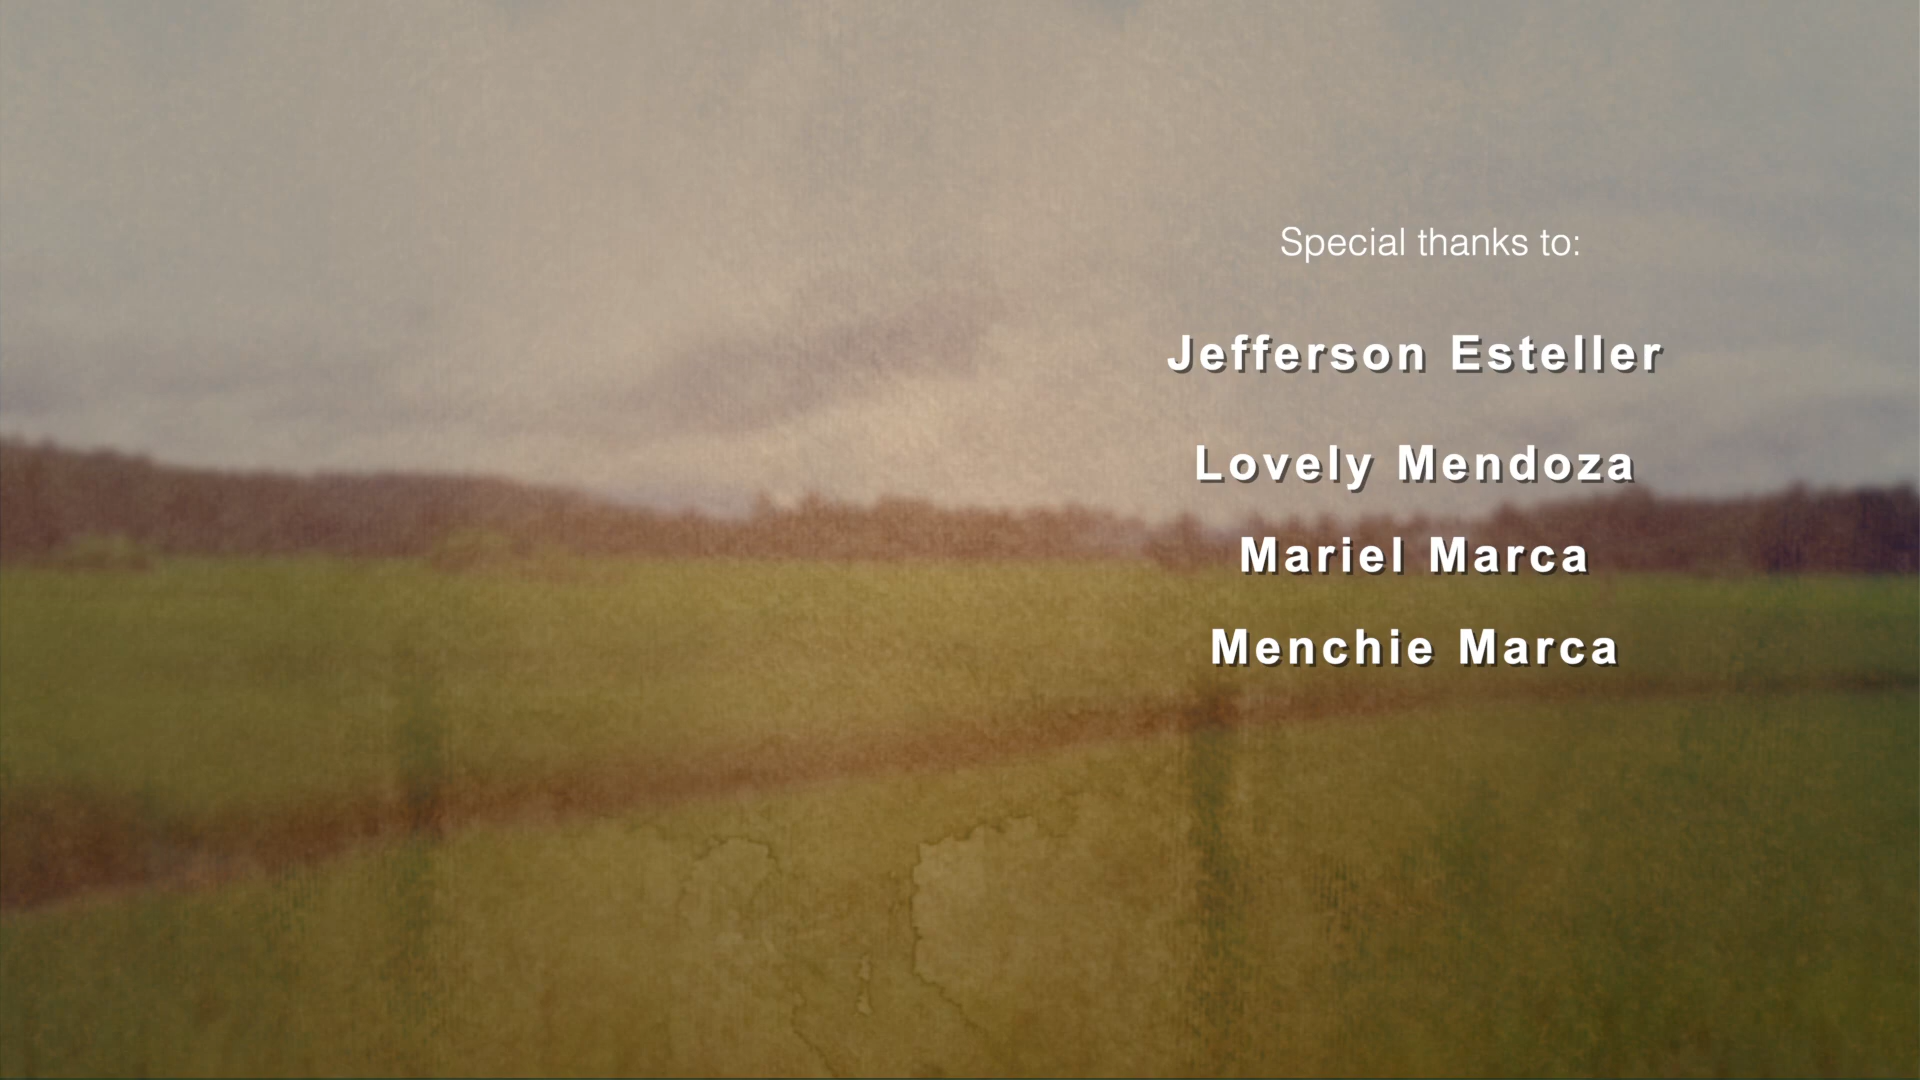 Special thanks to:
Jefferson Esteller
Lovely Mendoza
Mariel Marca
Menchie Marca